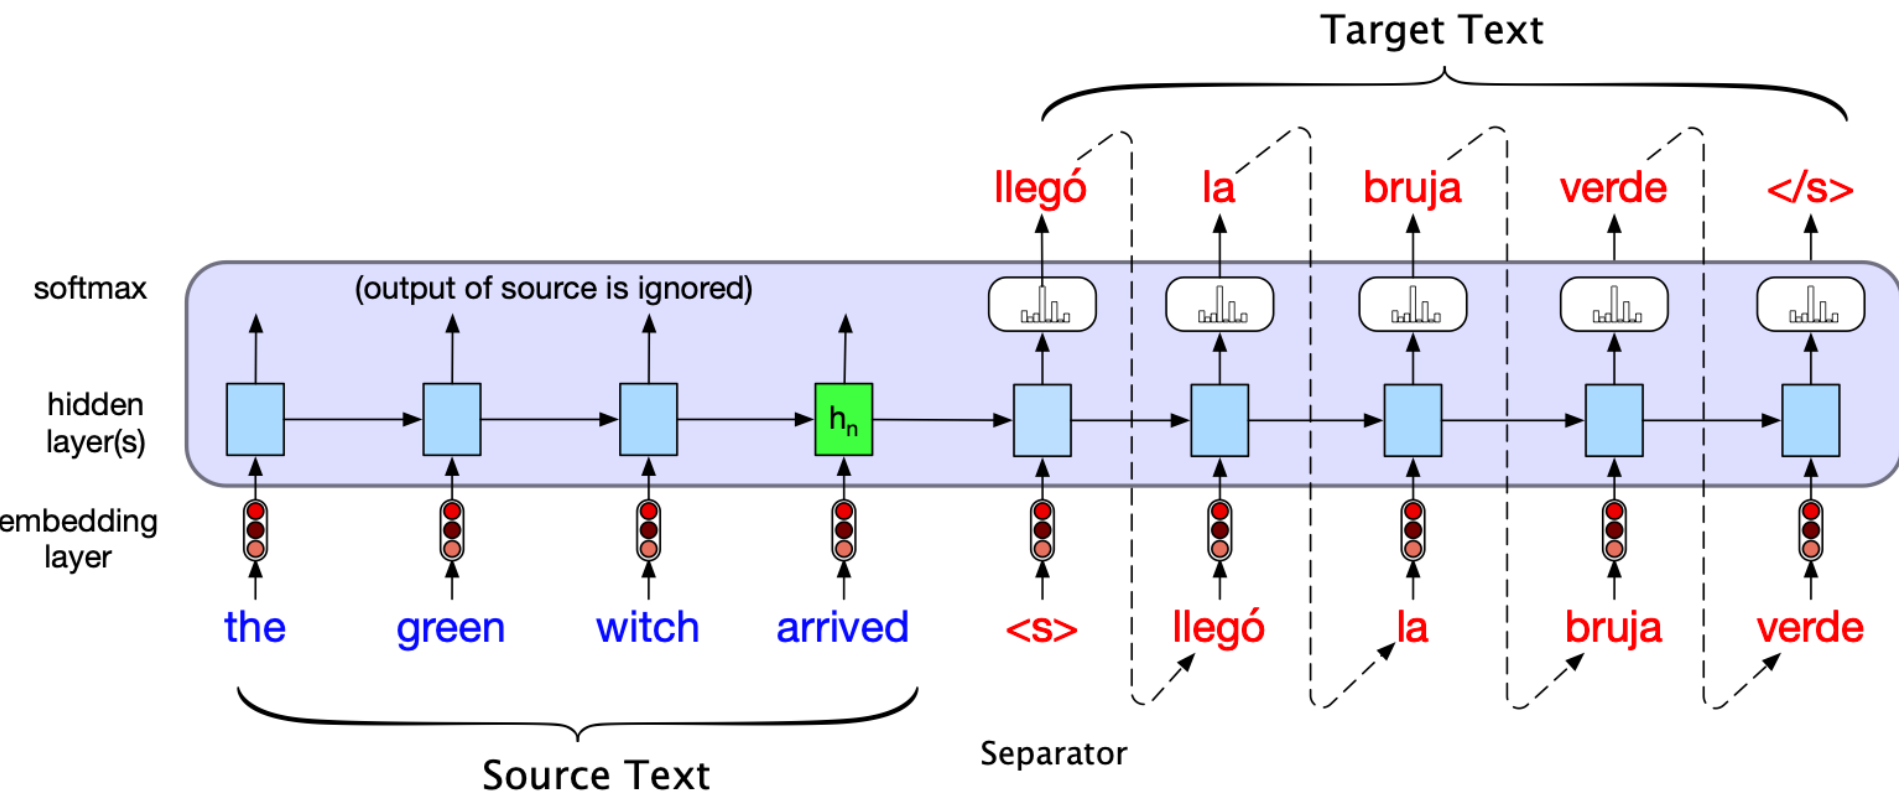 Target Text
llegó la bruja verde </s>
softmax (output of source is ignored)
hidden
layer(s)
hn
embedding
layer
the green witch arrived <s> llegó la bruja verde
Separator
Source Text